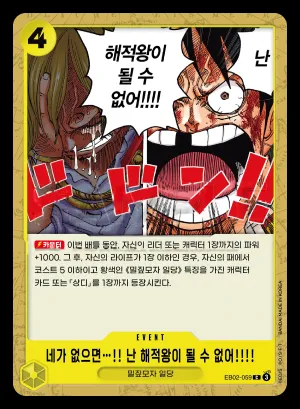 4
해적왕이
될 수
없어!!!!
난
ドドン!!
카운터 이번 배틀 동안, 자신의 리더 또는 캐릭터 1장까지의 파워
+1000. 그 후, 자신의 라이프가 1장 이하인 경우, 자신의 패에서
코스트 5 이하이고 황색인 《밀짚모자 일당》 특징을 가진 캐릭터
카드 또는 「상디」를 1장까지 등장시킨다.
EVENT
네가 없으면…!! 난 해적왕이 될 수 없어!!!!
밀짚모자 일당
EB02-059